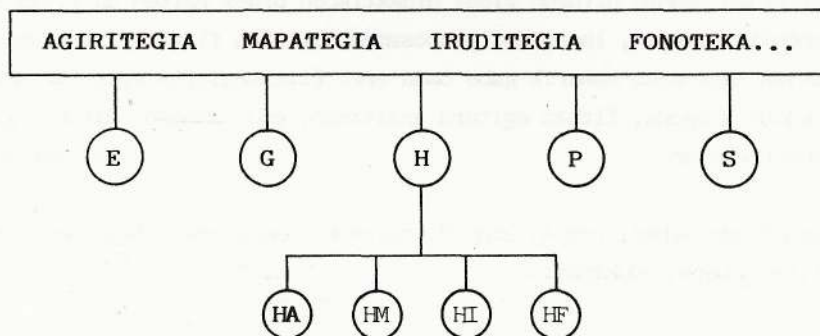 AGIRITEGIA MAPATEGIA IRUDITEGIA FONOTEKA...
E G H P S
HA HM HI HF